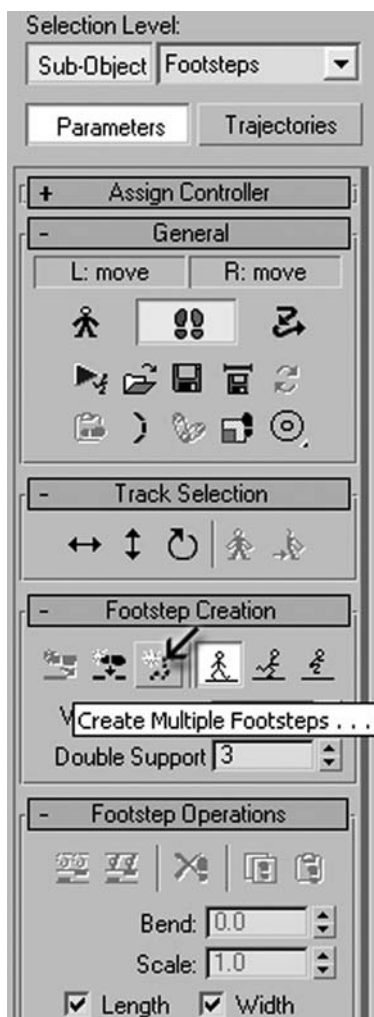 Selection Level:
Sub-Object Footsteps
Parameters Trajectories
+ Assign Controller
- General
L: move R: move
- Track Selection
- Footstep Creation
Create Multiple Footsteps . . .
Double Support 3
- Footstep Operations
Bend: 0.0
Scale: 1.0
Length Width